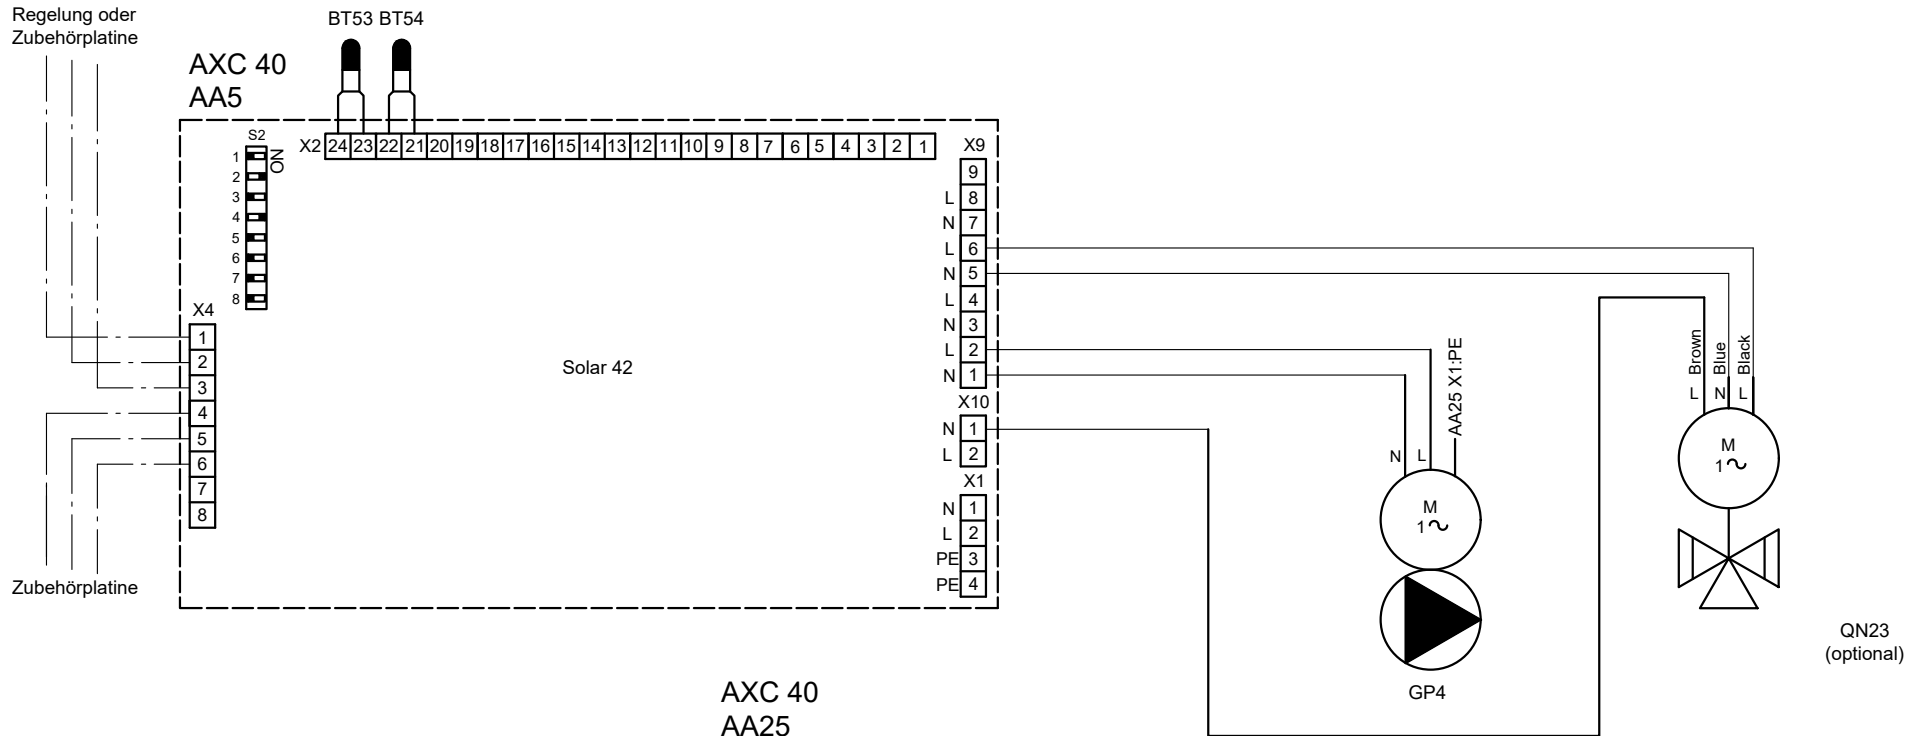 Regelung oder
Zubehörplatine
BT53 BT54
AXC 40
AA5
S2
ON
1
2
3
4
5
6
7
8
X2 24 23 22 21 20 19 18 17 16 15 14 13 12 11 10 9 8 7 6 5 4 3 2 1
X9
9
L 8
N 7
L 6
N 5
L 4
N 3
L 2
N 1
X10
N 1
L 2
X1
N 1
L 2
PE 3
PE 4
X4
1
2
3
4
5
6
7
8
Solar 42
Zubehörplatine
AA25 X1:PE
N L
M
1~
GP4
Brown
Blue
Black
L N L
M
1~
QN23
(optional)
AXC 40
AA25